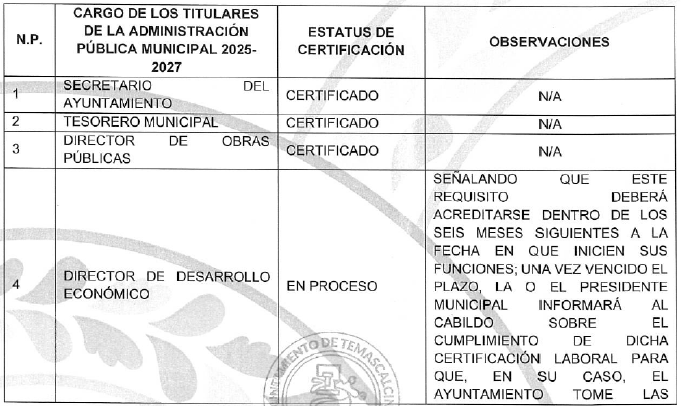 N.P.
CARGO DE LOS TITULARES
DE LA ADMINISTRACIÓN
PÚBLICA MUNICIPAL 2025-
2027
ESTATUS DE
CERTIFICACIÓN
OBSERVACIONES
1
SECRETARIO DEL
AYUNTAMIENTO
CERTIFICADO
N/A
2
TESORERO MUNICIPAL
CERTIFICADO
N/A
3
DIRECTOR DE OBRAS
PÚBLICAS
CERTIFICADO
N/A
4
DIRECTOR DE DESARROLLO
ECONÓMICO
EN PROCESO
SEÑALANDO QUE ESTE
REQUISITO DEBERÁ
ACREDITARSE DENTRO DE LOS
SEIS MESES SIGUIENTES A LA
FECHA EN QUE INICIEN SUS
FUNCIONES; UNA VEZ VENCIDO EL
PLAZO, LA O EL PRESIDENTE
MUNICIPAL INFORMARÁ AL
CABILDO SOBRE EL
CUMPLIMIENTO DE DICHA
CERTIFICACIÓN LABORAL PARA
QUE, EN SU CASO, EL
AYUNTAMIENTO TOME LAS
DE TEMASCALCIN